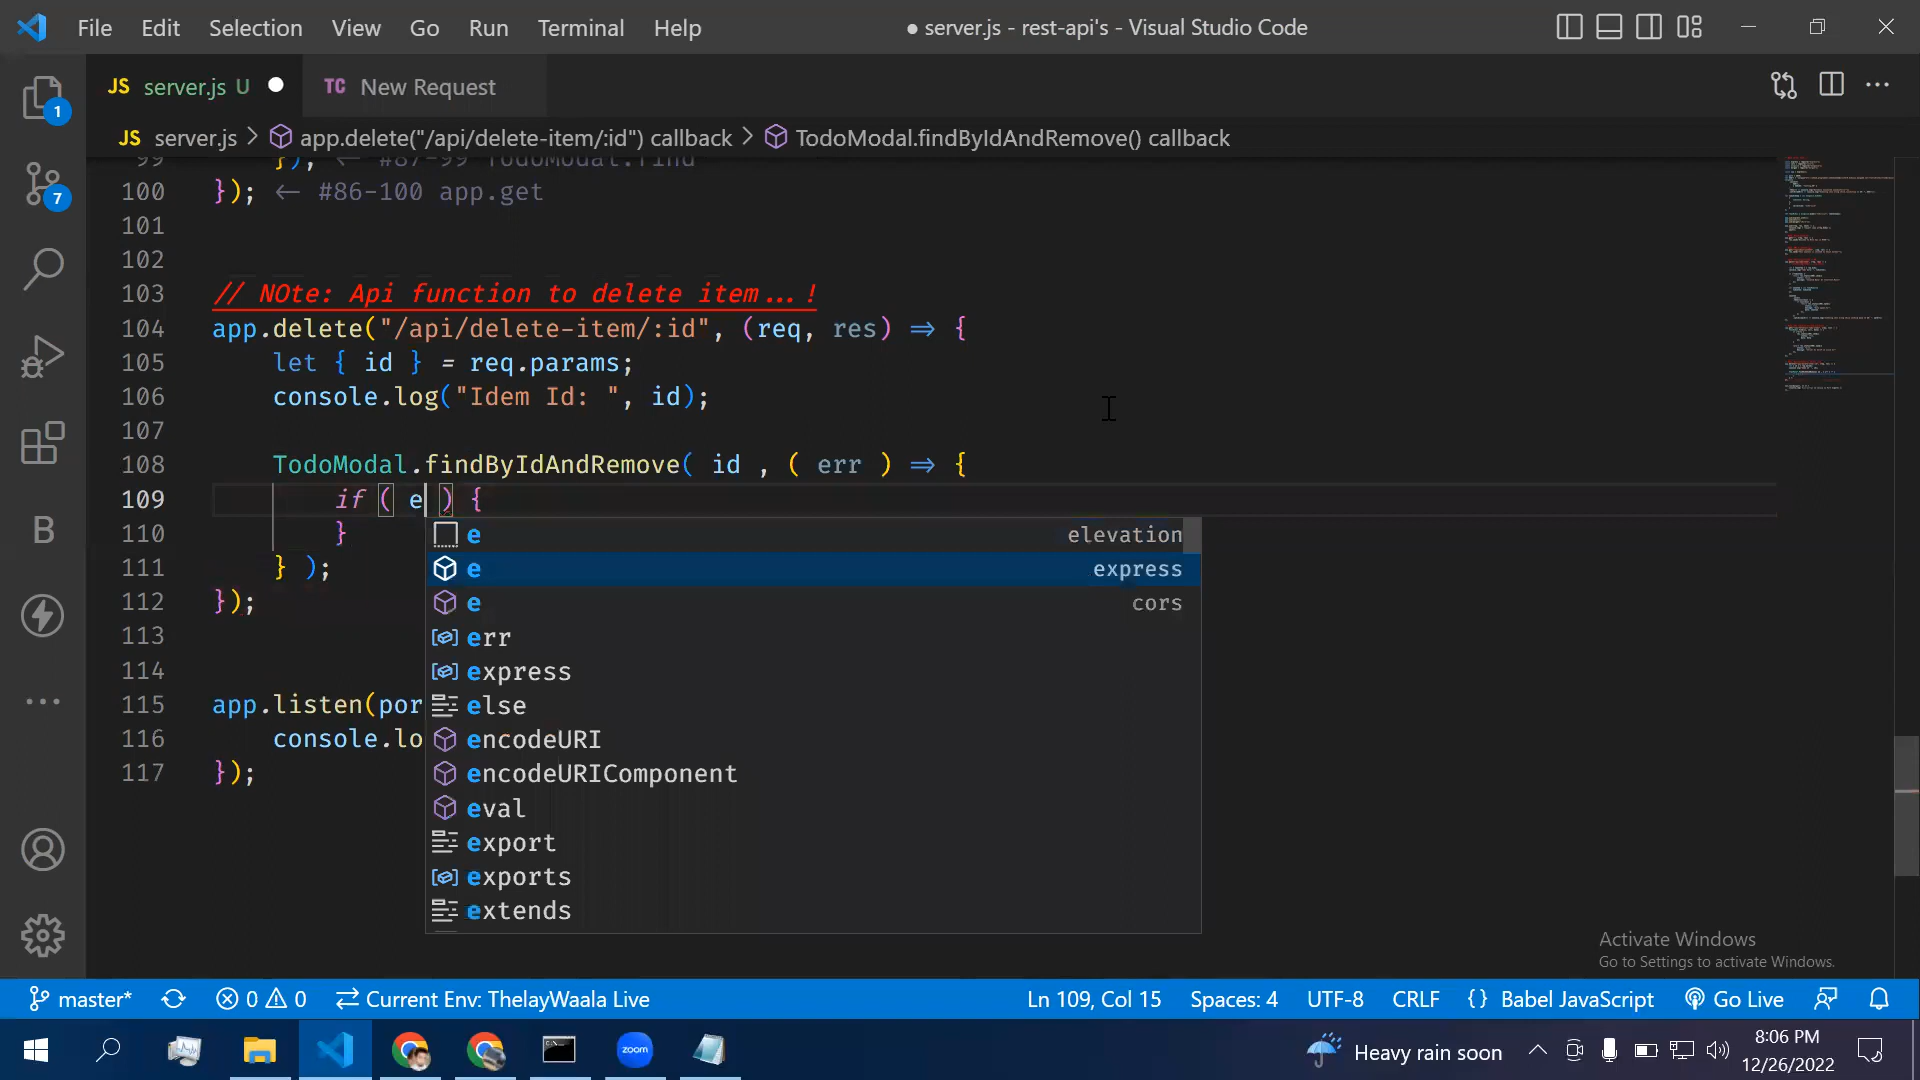 File Edit Selection View Go Run Terminal Help
● server.js - rest-api's - Visual Studio Code
JS server.js U ●
TC New Request
JS server.js > app.delete("/api/delete-item/:id") callback > TodoModal.findByIdAndRemove() callback
99 }); ← #87-99 TodoModal.find
100 }); ← #86-100 app.get
101
102
103 // NOte: Api function to delete item...!
104 app.delete("/api/delete-item/:id", (req, res) => {
105 let { id } = req.params;
106 console.log("Idem Id: ", id);
107
108 TodoModal.findByIdAndRemove( id , ( err ) => {
109 if ( e ) {
110 }
111 } );
112 });
113
114
115 app.listen(por
116 console.lo
117 });
e elevation
e express
e cors
err
express
else
encodeURI
encodeURIComponent
eval
export
exports
extends
1
7
B
Activate Windows
Go to Settings to activate Windows.
master* 0 0 Current Env: ThelayWaala Live
Ln 109, Col 15 Spaces: 4 UTF-8 CRLF {} Babel JavaScript Go Live
zoom
Heavy rain soon
8:06 PM
12/26/2022